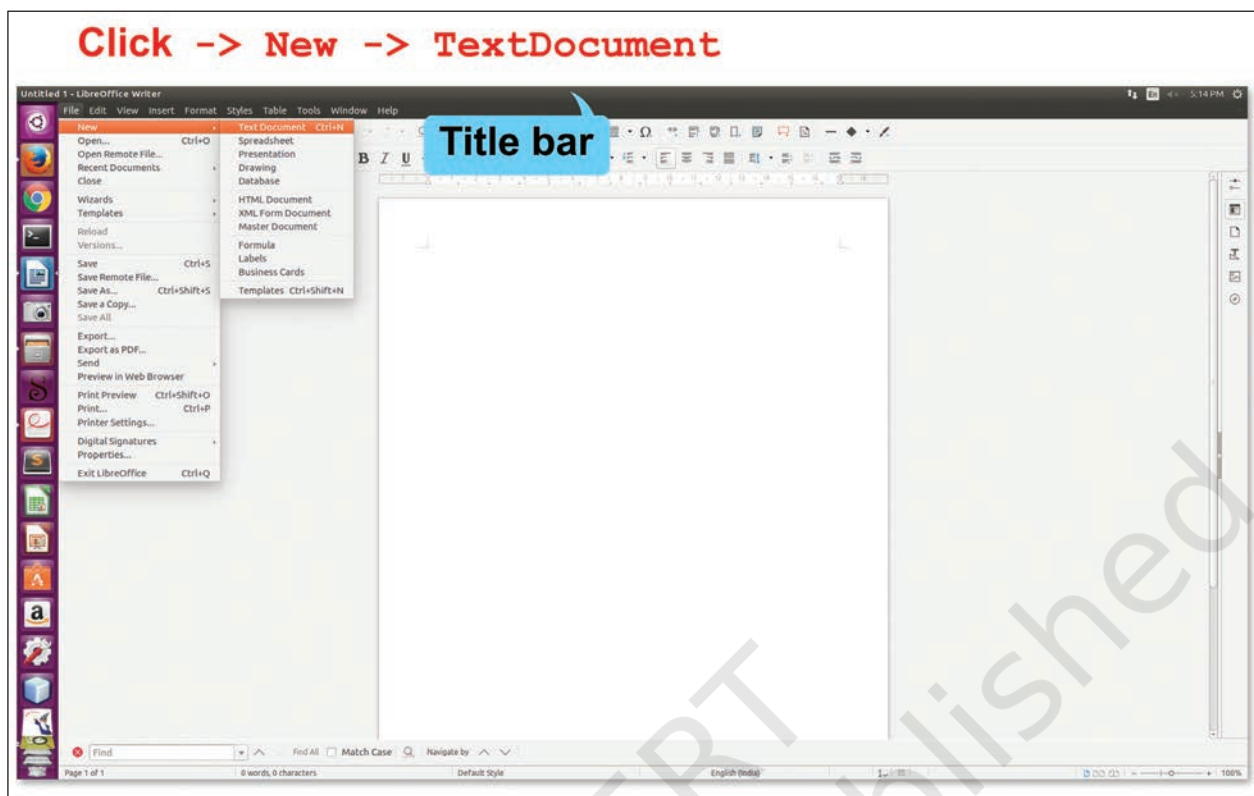 Click -> New -> TextDocument
Untitled 1 - LibreOffice Writer
En 5:14 PM
File Edit View Insert Format Styles Table Tools Window Help
Title bar
New
Open... Ctrl+O
Open Remote File...
Recent Documents
Close
Wizards
Templates
Reload
Versions...
Save Ctrl+S
Save Remote File...
Save As... Ctrl+Shift+S
Save a Copy...
Save All
Export...
Export as PDF...
Send
Preview in Web Browser
Print Preview Ctrl+Shift+O
Print... Ctrl+P
Printer Settings...
Digital Signatures
Properties...
Exit LibreOffice Ctrl+Q
Text Document Ctrl+N
Spreadsheet
Presentation
Drawing
Database
HTML Document
XML Form Document
Master Document
Formula
Labels
Business Cards
Templates Ctrl+Shift+N
B I U
Find Find All Match Case Navigate by
Page 1 of 1 0 words, 0 characters Default Style English (India) 100%